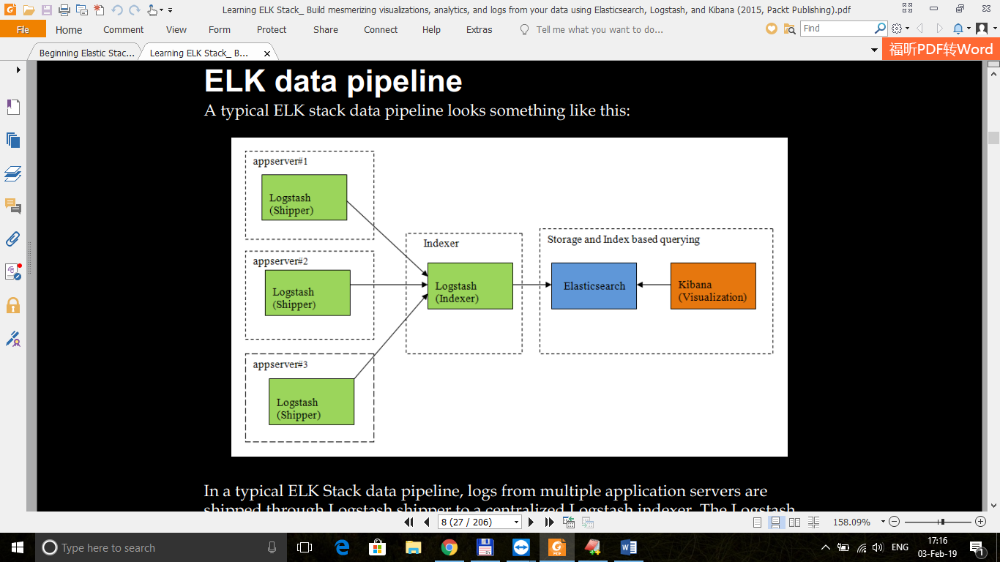 Learning ELK Stack_ Build mesmerizing visualizations, analytics, and logs from your data using Elasticsearch, Logstash, and Kibana (2015, Packt Publishing).pdf
File Home Comment View Form Protect Share Connect Help Extras Tell me what you want to do... Find
Beginning Elastic Stac... Learning ELK Stack_ B... 福昕PDF转Word
ELK data pipeline
A typical ELK stack data pipeline looks something like this:
appserver#1
Logstash
(Shipper)
appserver#2
Logstash
(Shipper)
appserver#3
Logstash
(Shipper)
Indexer
Logstash
(Indexer)
Storage and Index based querying
Elasticsearch
Kibana
(Visualization)
In a typical ELK Stack data pipeline, logs from multiple application servers are
shipped through Logstash shipper to a centralized Logstash indexer. The Logstash
8 (27 / 206) 158.09%
Type here to search
ENG
17:16
03-Feb-19
1